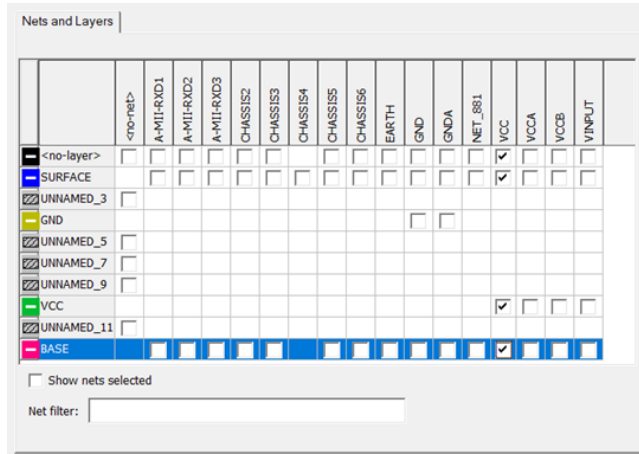 Nets and Layers
<no-net> A-MII-RXD1 A-MII-RXD2 A-MII-RXD3 CHASSIS2 CHASSIS3 CHASSIS4 CHASSIS5 CHASSIS6 EARTH GND GNDA NET_881 VCC VCCA VCCB VINPUT
<no-layer>
SURFACE
UNNAMED_3
GND
UNNAMED_5
UNNAMED_7
UNNAMED_9
VCC
UNNAMED_11
BASE
Show nets selected
Net filter: